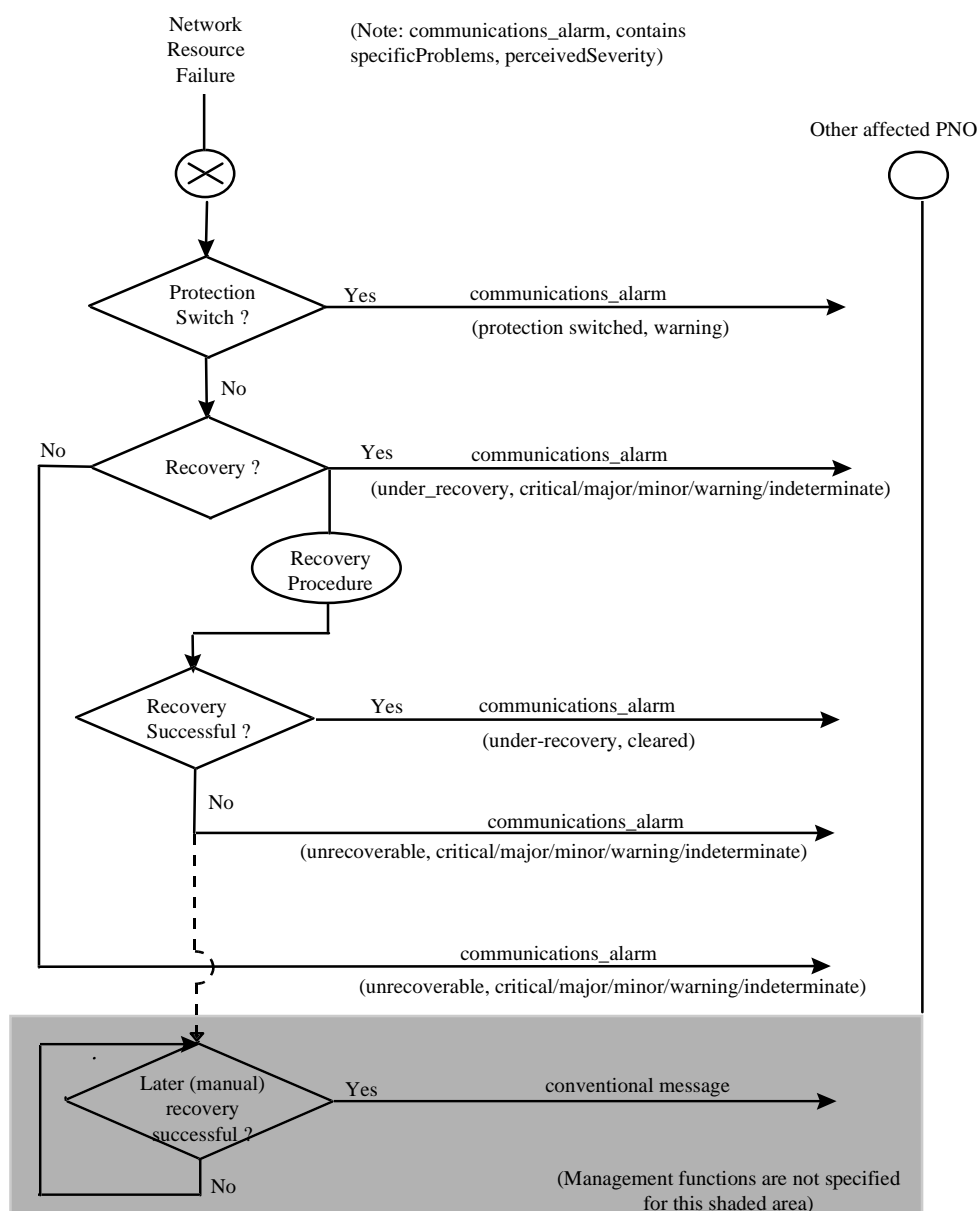 Network
Resource
Failure
(Note: communications_alarm, contains
specificProblems, perceivedSeverity)
Other affected PNO
Protection
Switch ?
Yes
communications_alarm
(protection switched, warning)
No
No
Recovery ?
Yes
communications_alarm
(under_recovery, critical/major/minor/warning/indeterminate)
Recovery
Procedure
Recovery
Successful ?
Yes
communications_alarm
(under-recovery, cleared)
No
communications_alarm
(unrecoverable, critical/major/minor/warning/indeterminate)
communications_alarm
(unrecoverable, critical/major/minor/warning/indeterminate)
Later (manual)
recovery
successful ?
Yes
conventional message
No
(Management functions are not specified
for this shaded area)